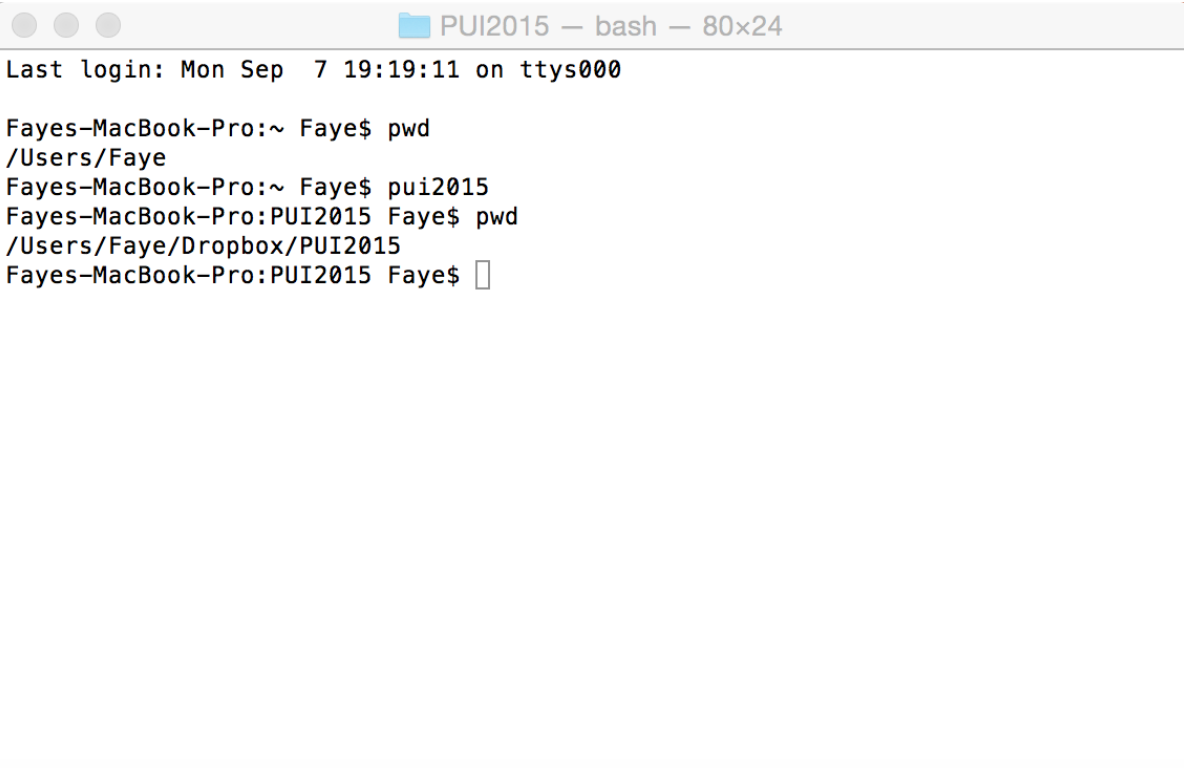 PUI2015 — bash — 80×24
Last login: Mon Sep  7 19:19:11 on ttys000
Fayes-MacBook-Pro:~ Faye$ pwd
/Users/Faye
Fayes-MacBook-Pro:~ Faye$ pui2015
Fayes-MacBook-Pro:PUI2015 Faye$ pwd
/Users/Faye/Dropbox/PUI2015
Fayes-MacBook-Pro:PUI2015 Faye$